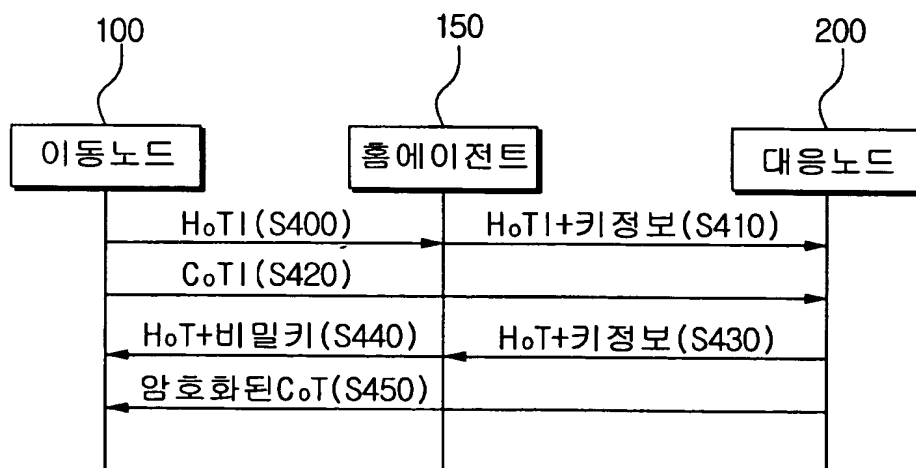 100
150
200
이동노드
홈에이전트
대응노드
HoTI(S400)
HoTI+키정보(S410)
CoTI(S420)
HoT+비밀키(S440)
HoT+키정보(S430)
암호화된CoT(S450)